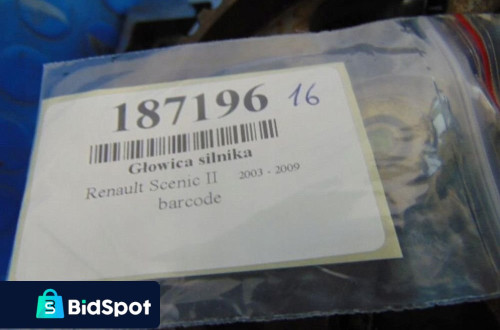 187196 16
Głowica silnika
Renault Scenic II 2003 - 2009
barcode
S BidSpot